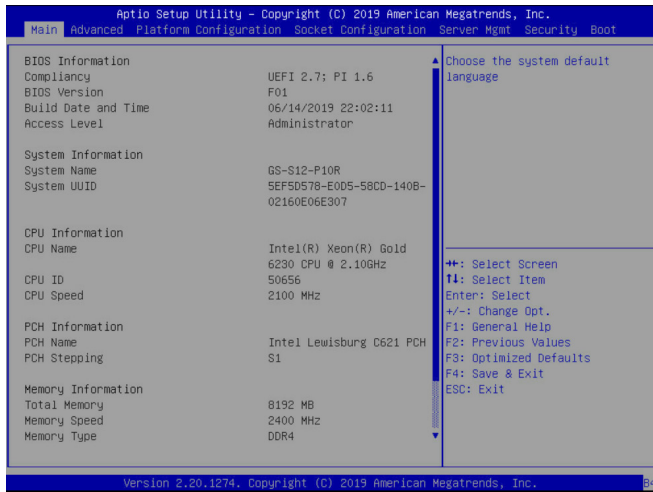 Aptio Setup Utility - Copyright (C) 2019 American Megatrends, Inc.
Main Advanced Platform Configuration Socket Configuration Server Mgmt Security Boot
BIOS Information
Compliancy UEFI 2.7; PI 1.6
BIOS Version F01
Build Date and Time 06/14/2019 22:02:11
Access Level Administrator
System Information
System Name GS-S12-P10R
System UUID 5EF5D578-E0D5-58CD-140B-
02160E06E307
CPU Information
CPU Name Intel(R) Xeon(R) Gold
6230 CPU @ 2.10GHz
CPU ID 50656
CPU Speed 2100 MHz
PCH Information
PCH Name Intel Lewisburg C621 PCH
PCH Stepping S1
Memory Information
Total Memory 8192 MB
Memory Speed 2400 MHz
Memory Type DDR4
Choose the system default
language
→←: Select Screen
↑↓: Select Item
Enter: Select
+/-: Change Opt.
F1: General Help
F2: Previous Values
F3: Optimized Defaults
F4: Save & Exit
ESC: Exit
Version 2.20.1274. Copyright (C) 2019 American Megatrends, Inc.